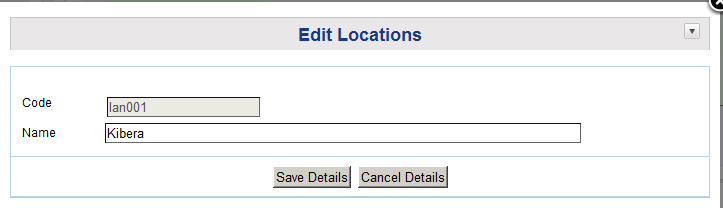 Edit Locations
Code lan001
Name Kibera
Save Details Cancel Details